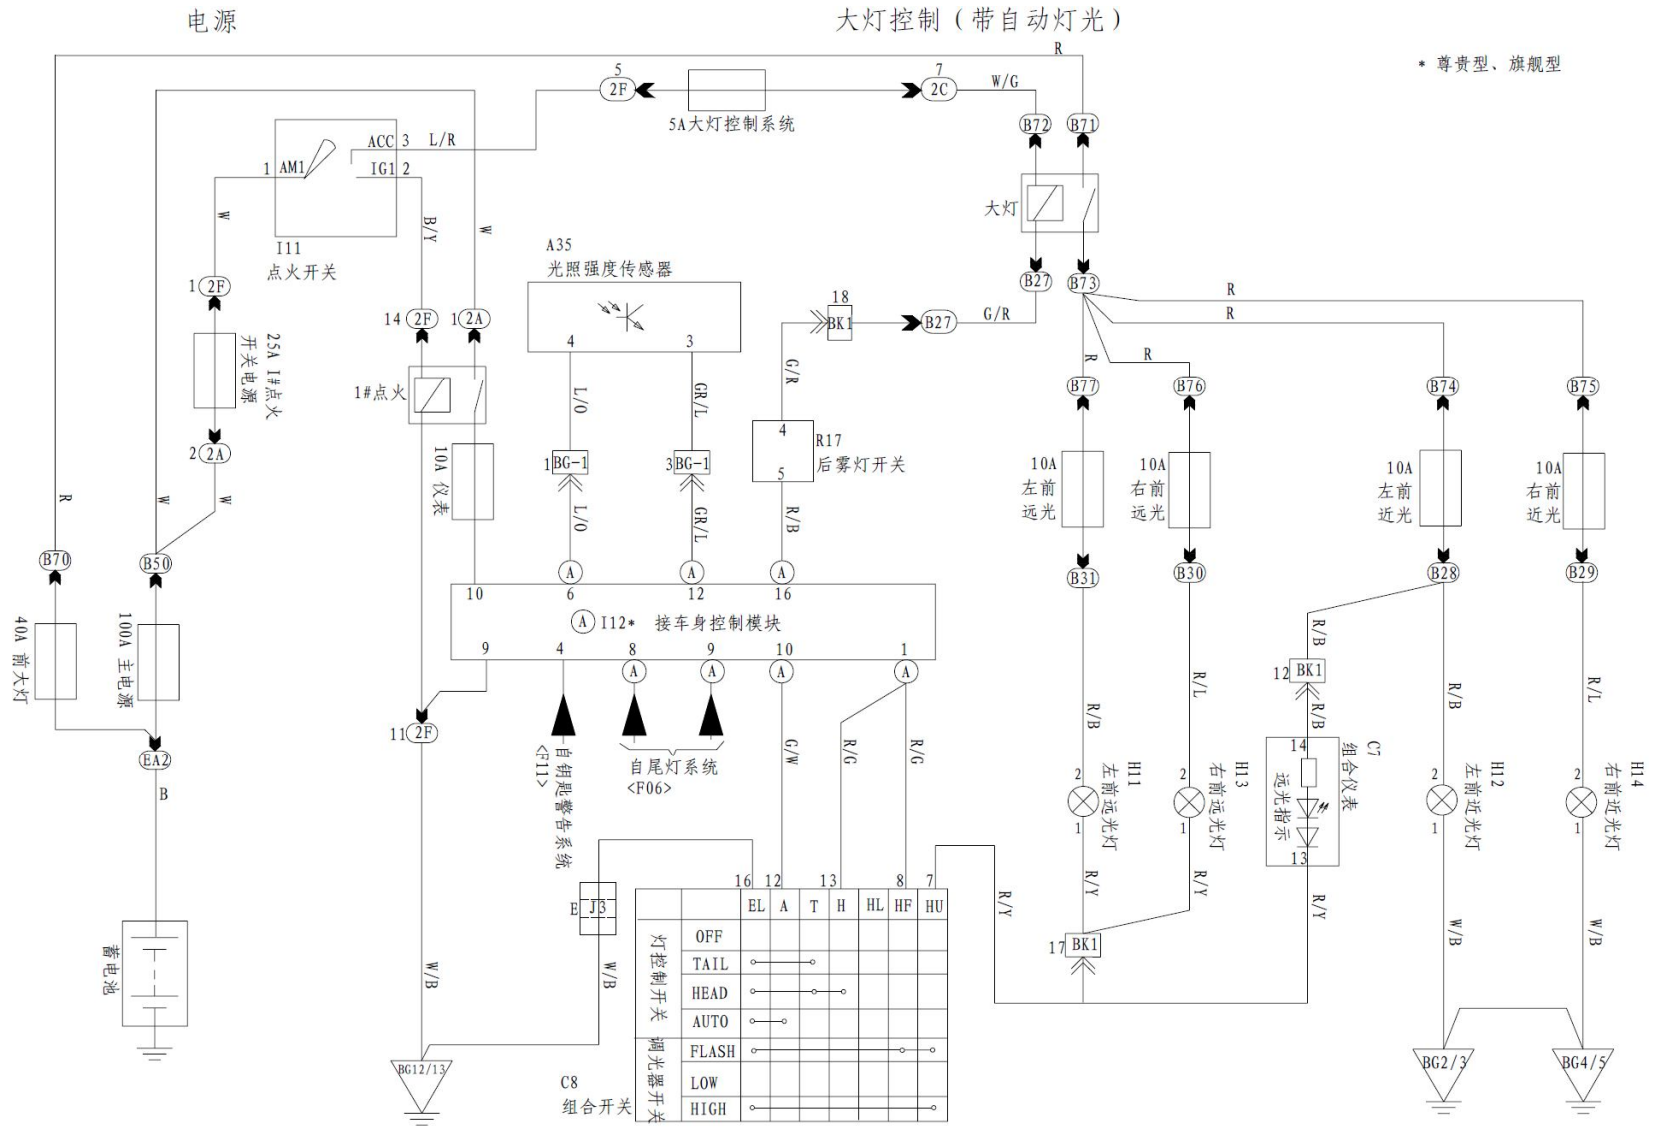 电源
大灯控制（带自动灯光）
* 尊贵型、旗舰型
R
5
2F
7
2C
W/G
5A大灯控制系统
B72
B71
ACC 3
L/R
1
AM1
IG1 2
W
B/Y
W
I11
点火开关
大灯
A35
光照强度传感器
B27
B73
1 2F
14 2F
1 2A
18
BK1
B27
G/R
R
R
R
R
25A I#点火
开关电源
1#点火
4
3
L/O
GR/L
G/R
B77
B76
B74
B75
2 2A
10A 仪表
1 BG-1
3 BG-1
4
5
R17
后雾灯开关
10A
左前
远光
10A
右前
远光
10A
左前
近光
10A
右前
近光
R
W
W
L/O
GR/L
R/B
B70
B50
A
A
A
B31
B30
B28
B29
10
6
12
16
A I12* 接车身控制模块
9
4
8
9
10
1
A
A
A
A
40A 前大灯
100A 主电源
R/B
12 BK1
R/B
R/L
R/B
R/L
R/B
11 2F
EA2
B
自钥匙警告系统
<F11>
自尾灯系统
<F06>
G/W
R/G
R/G
14
C7
组合仪表
远光指示
13
2
H11
左前远光灯
1
2
H13
右前远光灯
1
2
H12
左前近光灯
1
2
H14
右前近光灯
1
R/Y
R/Y
R/Y
R/Y
E J3
W/B
W/B
W/B
W/B
17 BK1
蓄电池
16
12
13
8
7
EL A T H HL HF HU
灯控制开关
OFF
TAIL
HEAD
AUTO
调光器开关
FLASH
LOW
HIGH
C8
组合开关
BG12/13
BG2/3
BG4/5